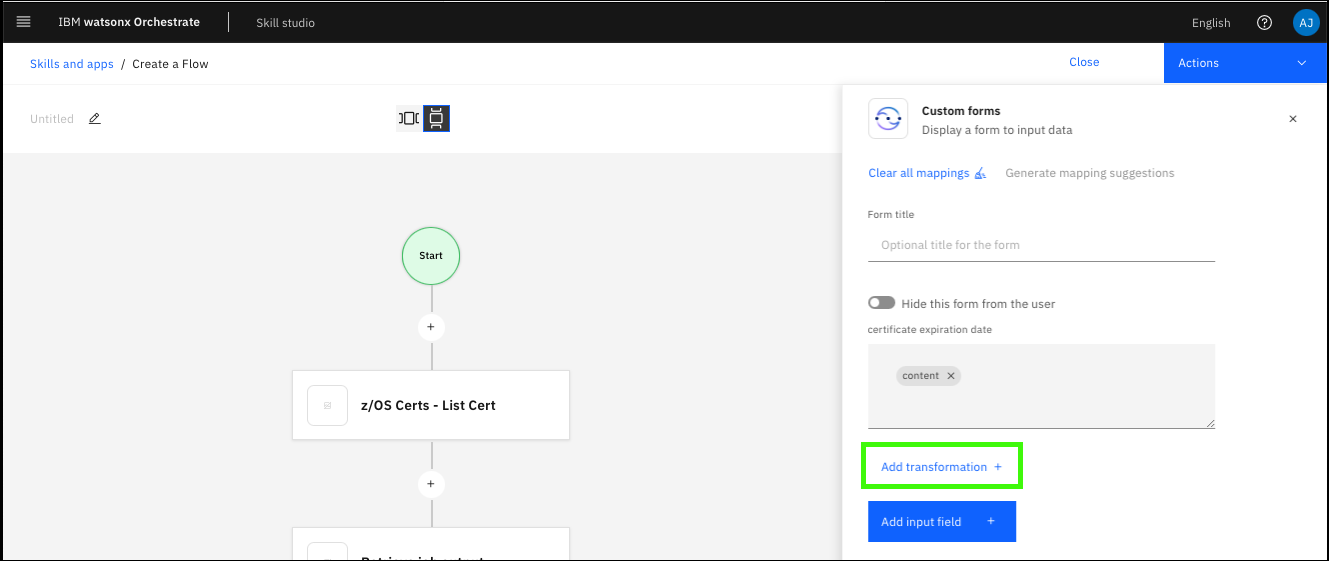 IBM watsonx Orchestrate
Skill studio
English
AJ
Skills and apps / Create a Flow
Close
Actions
Untitled
Custom forms
Display a form to input data
Clear all mappings
Generate mapping suggestions
Form title
Optional title for the form
Start
Hide this form from the user
certificate expiration date
content
z/OS Certs - List Cert
Add transformation +
Add input field +